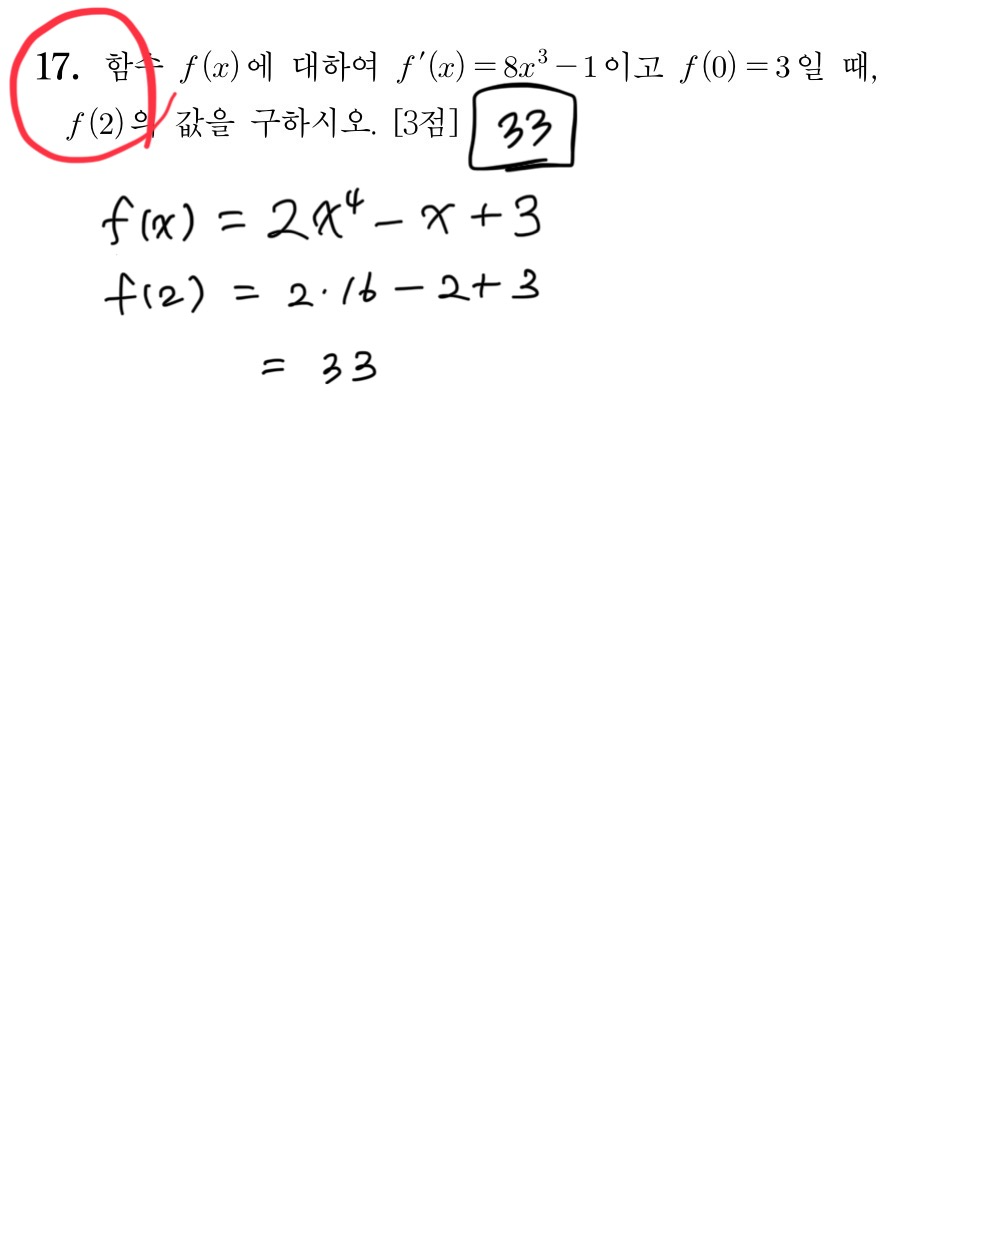 17. 함수 f(x)에 대하여 f′(x)=8x³−1이고 f(0)=3일 때,
f(2)의 값을 구하시오. [3점] 33
f(x) = 2x⁴ − x + 3
f(2) = 2·16 − 2 + 3
= 33